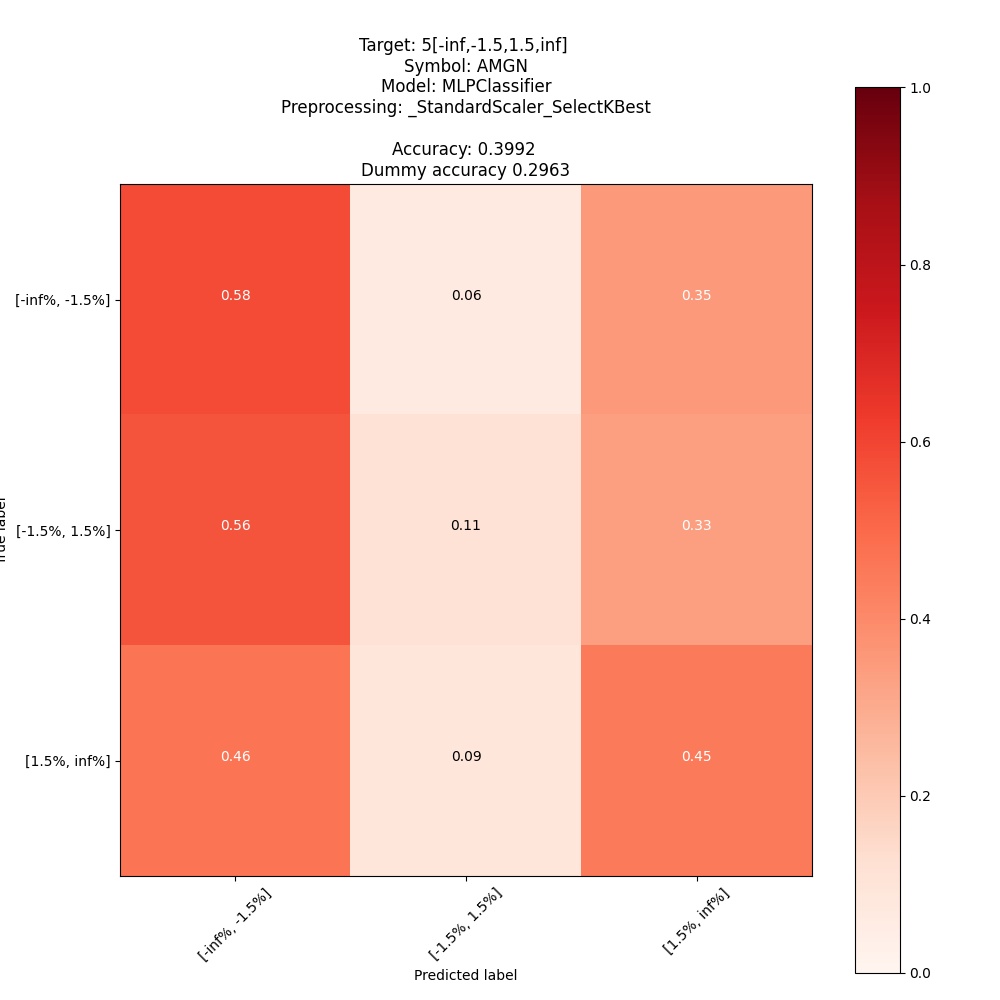 Target: 5[-inf,-1.5,1.5,inf]
Symbol: AMGN
Model: MLPClassifier
Preprocessing: _StandardScaler_SelectKBest
Accuracy: 0.3992
Dummy accuracy 0.2963
[-inf%, -1.5%]
0.58
0.06
0.35
[-1.5%, 1.5%]
0.56
0.11
0.33
[1.5%, inf%]
0.46
0.09
0.45
[-inf%, -1.5%]
[-1.5%, 1.5%]
[1.5%, inf%]
Predicted label
label
1.0
0.8
0.6
0.4
0.2
0.0